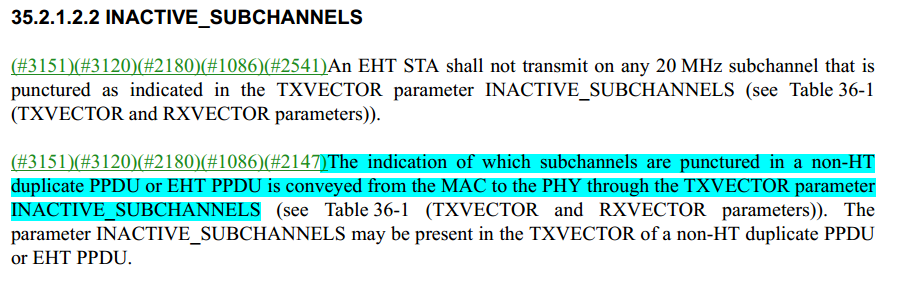 35.2.1.2.2 INACTIVE_SUBCHANNELS
(#3151)(#3120)(#2180)(#1086)(#2541)An EHT STA shall not transmit on any 20 MHz subchannel that is
punctured as indicated in the TXVECTOR parameter INACTIVE_SUBCHANNELS (see Table 36-1
(TXVECTOR and RXVECTOR parameters)).
(#3151)(#3120)(#2180)(#1086)(#2147)The indication of which subchannels are punctured in a non-HT
duplicate PPDU or EHT PPDU is conveyed from the MAC to the PHY through the TXVECTOR parameter
INACTIVE_SUBCHANNELS (see Table 36-1 (TXVECTOR and RXVECTOR parameters)). The
parameter INACTIVE_SUBCHANNELS may be present in the TXVECTOR of a non-HT duplicate PPDU
or EHT PPDU.